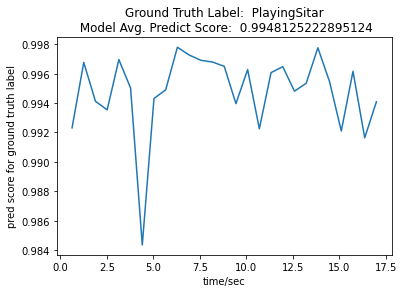 Ground Truth Label:  PlayingSitar
Model Avg. Predict Score:  0.9948125222895124
0.998
0.996
0.994
0.992
0.990
0.988
0.986
0.984
pred score for ground truth label
0.0 2.5 5.0 7.5 10.0 12.5 15.0 17.5
time/sec